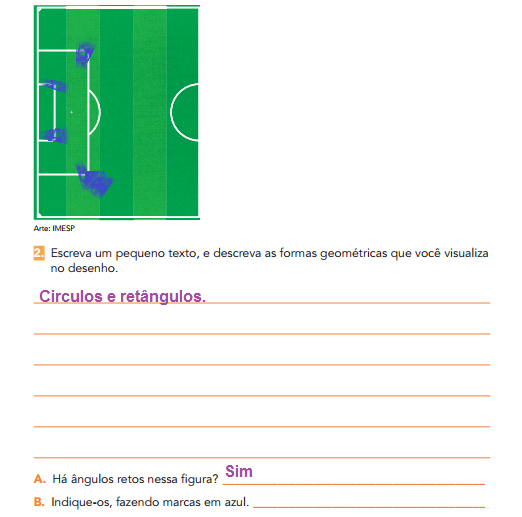 Arte: IMESP
2. Escreva um pequeno texto, e descreva as formas geométricas que você visualiza
no desenho.
Circulos e retângulos.
A. Há ângulos retos nessa figura? Sim
B. Indique-os, fazendo marcas em azul.